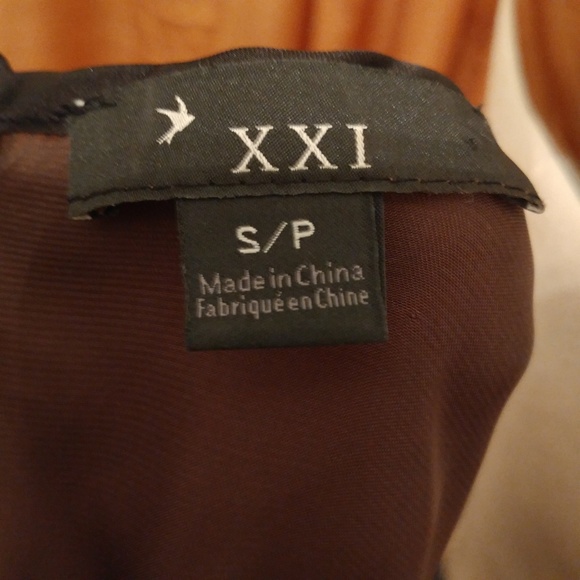 XXI
S/P
Made in China
Fabriqué en Chine